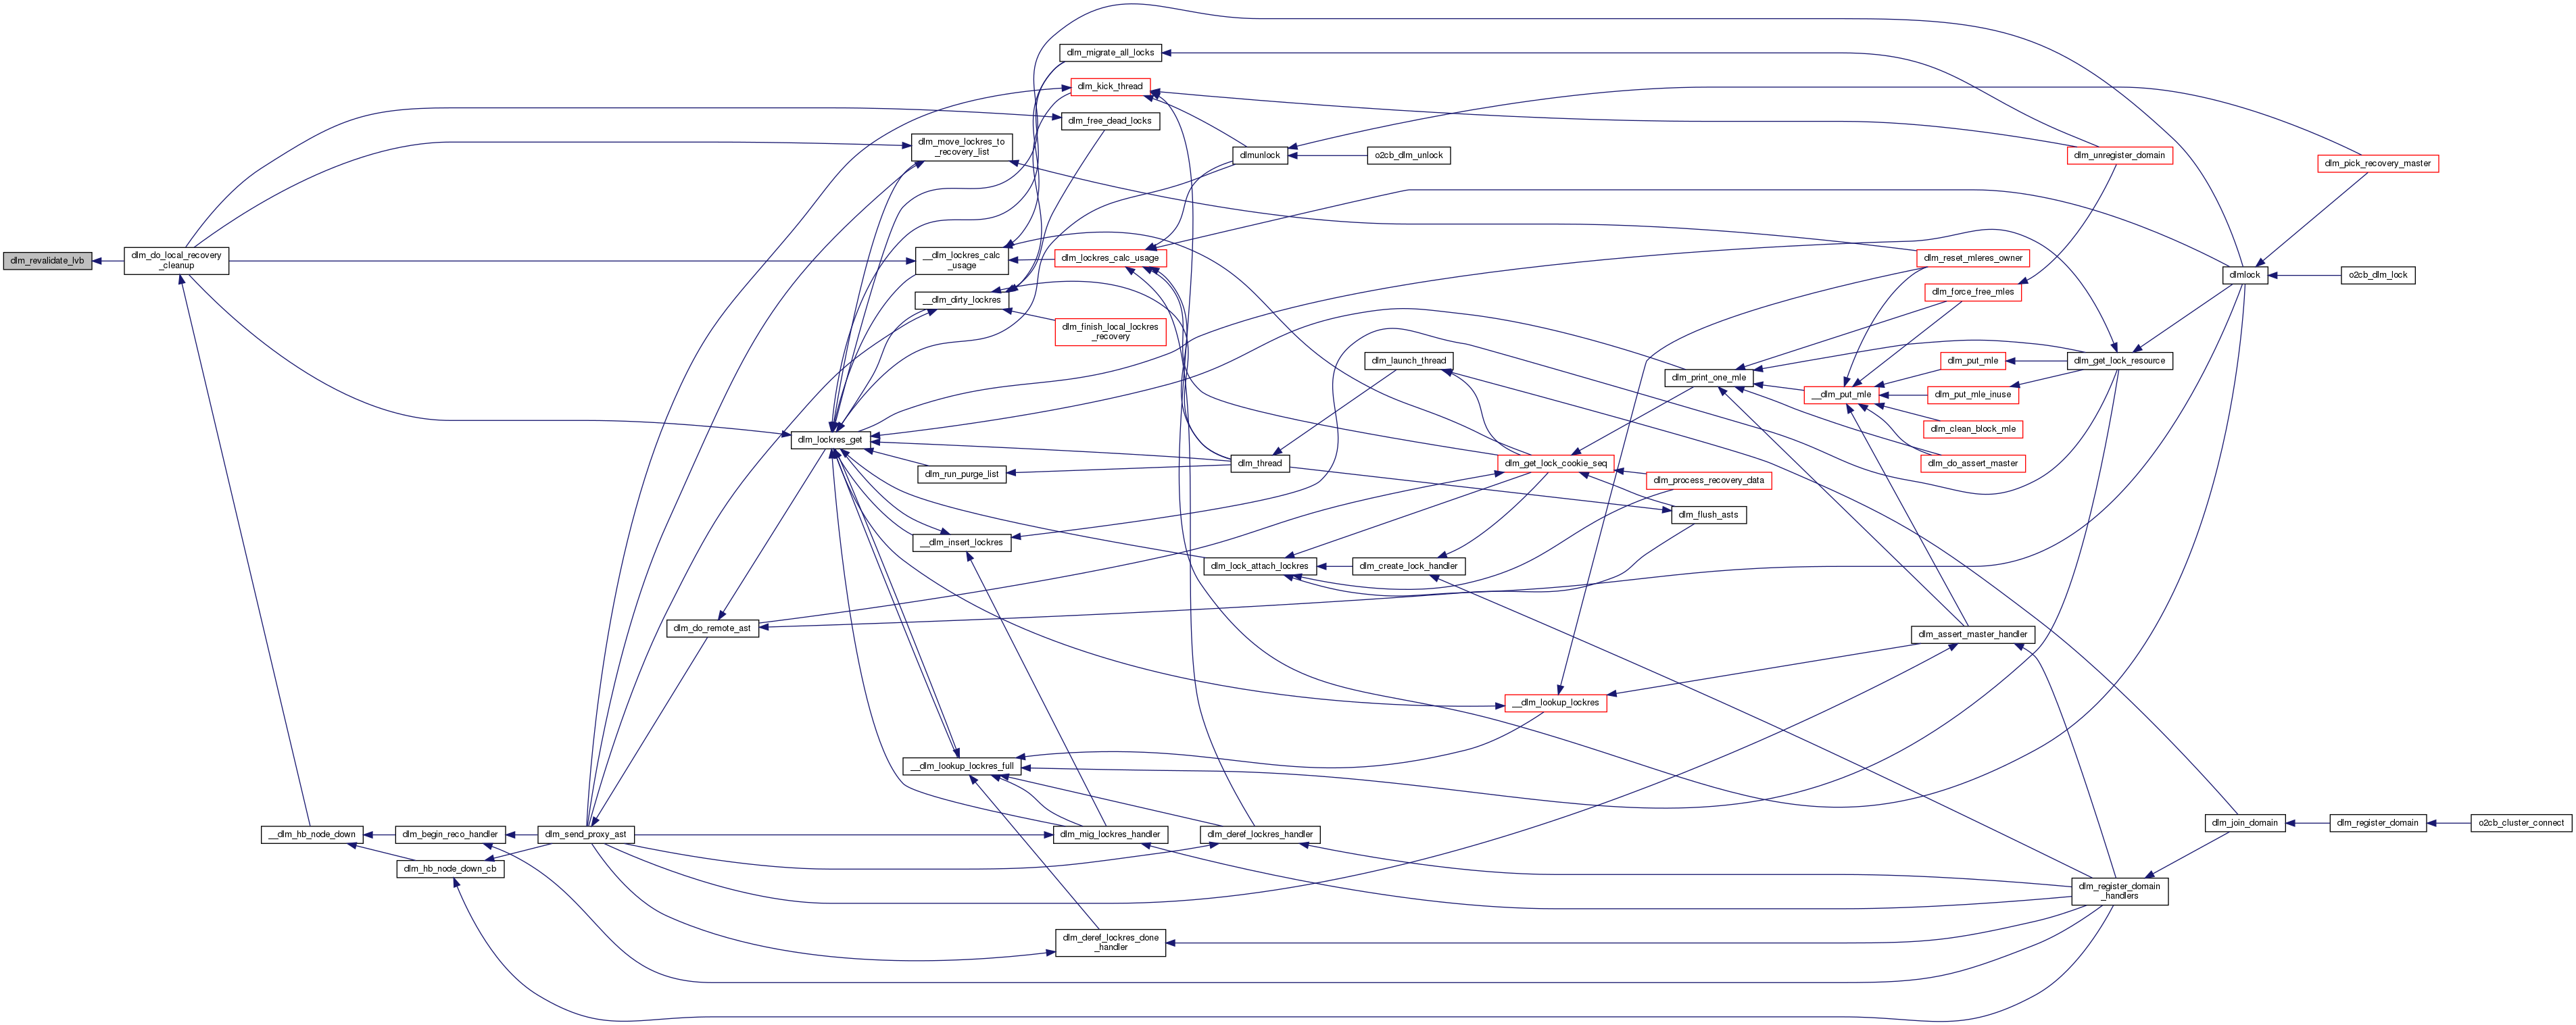 dlm_migrate_all_locks
dlm_kick_thread
dlm_free_dead_locks
dlm_move_lockres_to
_recovery_list
dlmunlock
o2cb_dlm_unlock
dlm_unregister_domain
dlm_pick_recovery_master
dlm_revalidate_lvb
dlm_do_local_recovery
_cleanup
__dlm_lockres_calc
_usage
dlm_lockres_calc_usage
dlm_reset_mleres_owner
dlmlock
o2cb_dlm_lock
__dlm_dirty_lockres
dlm_force_free_mles
dlm_finish_local_lockres
_recovery
dlm_launch_thread
dlm_put_mle
dlm_get_lock_resource
dlm_print_one_mle
__dlm_put_mle
dlm_put_mle_inuse
dlm_clean_block_mle
dlm_lockres_get
dlm_run_purge_list
dlm_thread
dlm_get_lock_cookie_seq
dlm_do_assert_master
dlm_process_recovery_data
dlm_flush_asts
__dlm_insert_lockres
dlm_lock_attach_lockres
dlm_create_lock_handler
dlm_do_remote_ast
dlm_assert_master_handler
__dlm_lookup_lockres
__dlm_lookup_lockres_full
__dlm_hb_node_down
dlm_begin_reco_handler
dlm_send_proxy_ast
dlm_mig_lockres_handler
dlm_deref_lockres_handler
dlm_join_domain
dlm_register_domain
o2cb_cluster_connect
dlm_hb_node_down_cb
dlm_register_domain
_handlers
dlm_deref_lockres_done
_handler